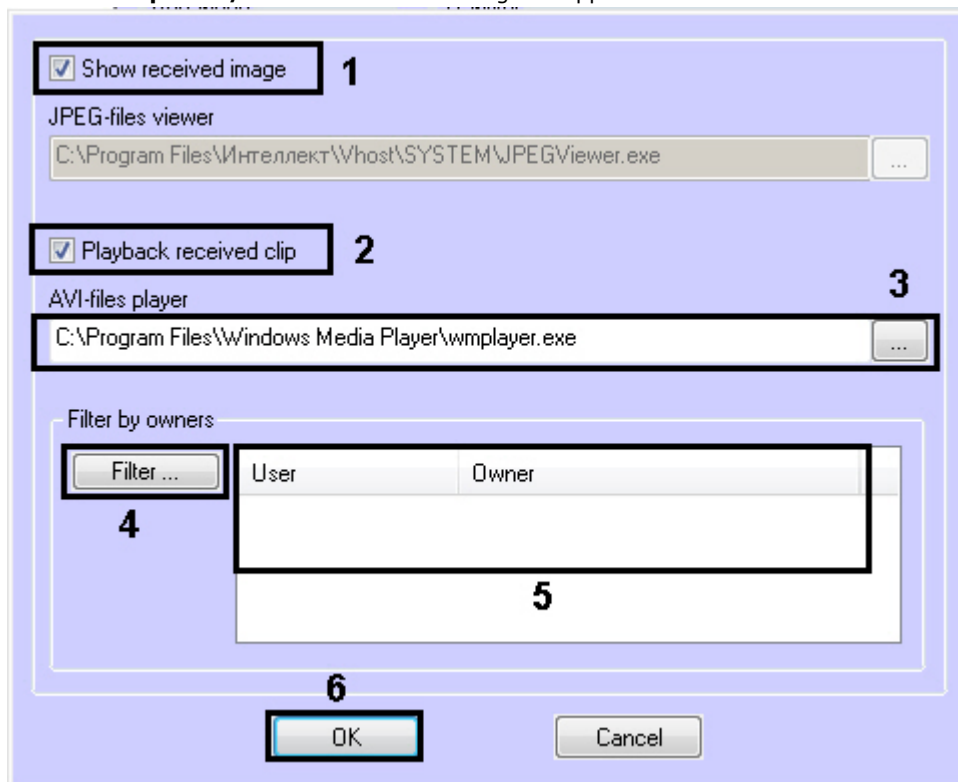 Show received image 1
JPEG-files viewer
C:\Program Files\Интеллект\Vhost\SYSTEM\JPEGViewer.exe ...
Playback received clip 2
3
AVI-files player
C:\Program Files\Windows Media Player\wmplayer.exe ...
Filter by owners
Filter ... User Owner
4
5
6
OK Cancel